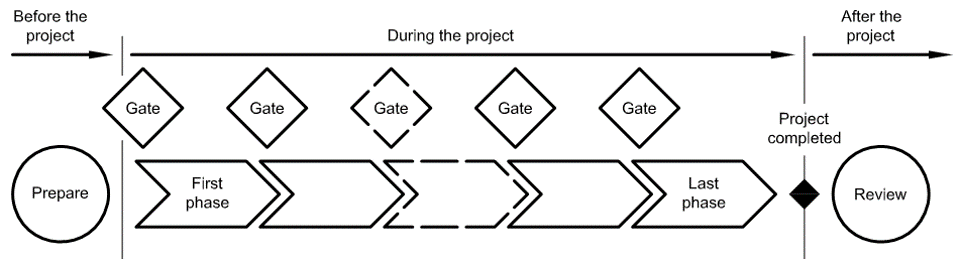 Before the
project
During the project
After the
project
Gate
Gate
Gate
Gate
Gate
Project
completed
Prepare
First
phase
Last
phase
Review